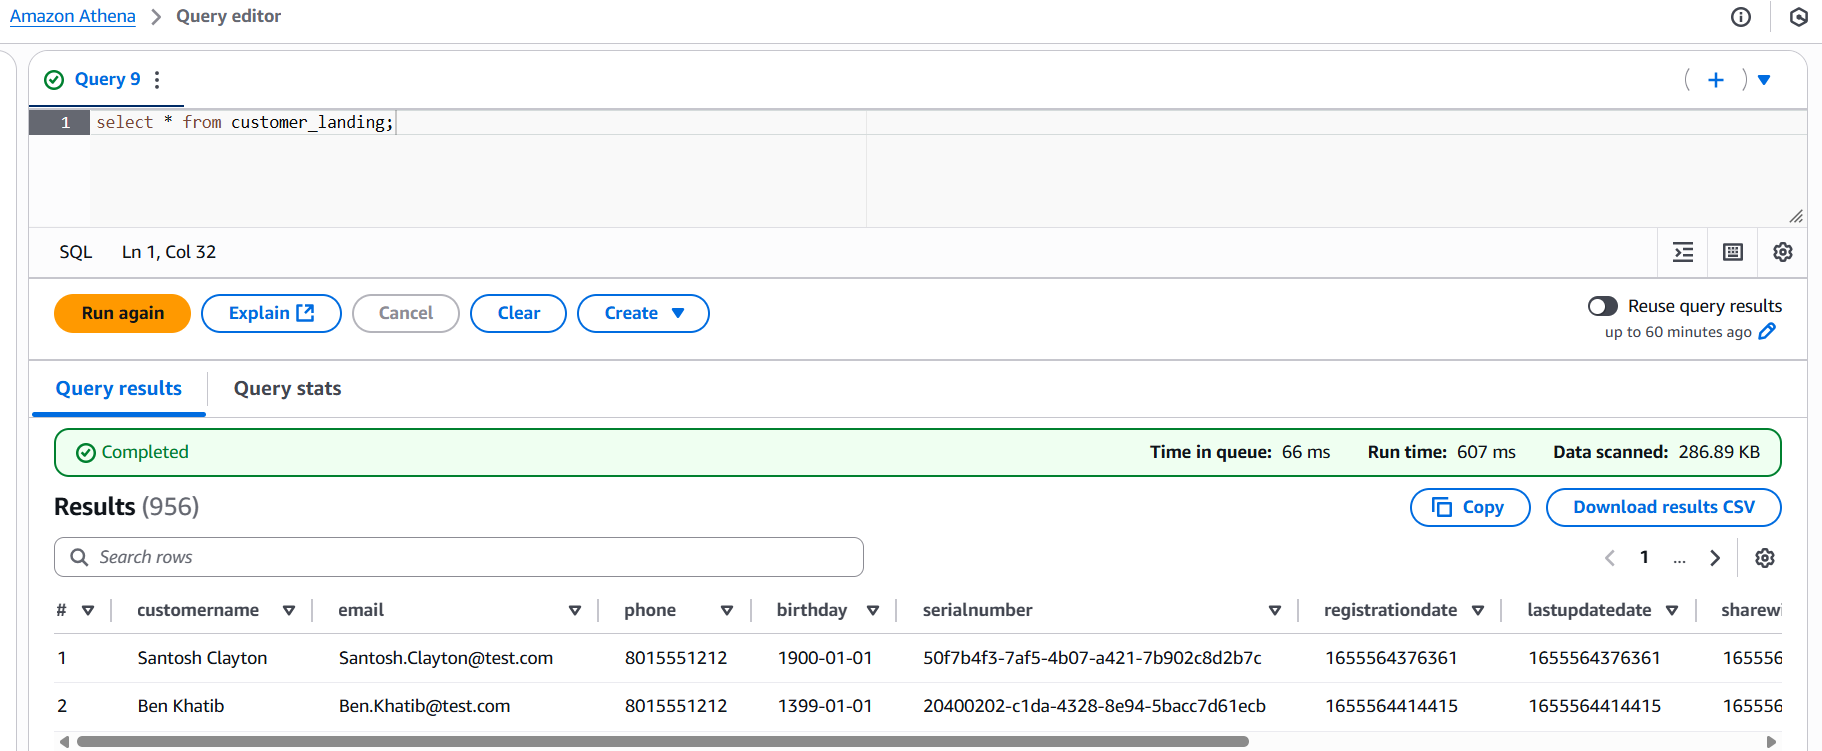 Amazon Athena > Query editor
Query 9
1 select * from customer_landing;
SQL Ln 1, Col 32
Run again Explain Cancel Clear Create
Reuse query results
up to 60 minutes ago
Query results Query stats
Completed Time in queue: 66 ms Run time: 607 ms Data scanned: 286.89 KB
Results (956) Copy Download results CSV
Search rows 1 ...
# customername email phone birthday serialnumber registrationdate lastupdatedate sharewi
1 Santosh Clayton Santosh.Clayton@test.com 8015551212 1900-01-01 50f7b4f3-7af5-4b07-a421-7b902c8d2b7c 1655564376361 1655564376361 165556
2 Ben Khatib Ben.Khatib@test.com 8015551212 1399-01-01 20400202-c1da-4328-8e94-5bacc7d61ecb 1655564414415 1655564414415 165556